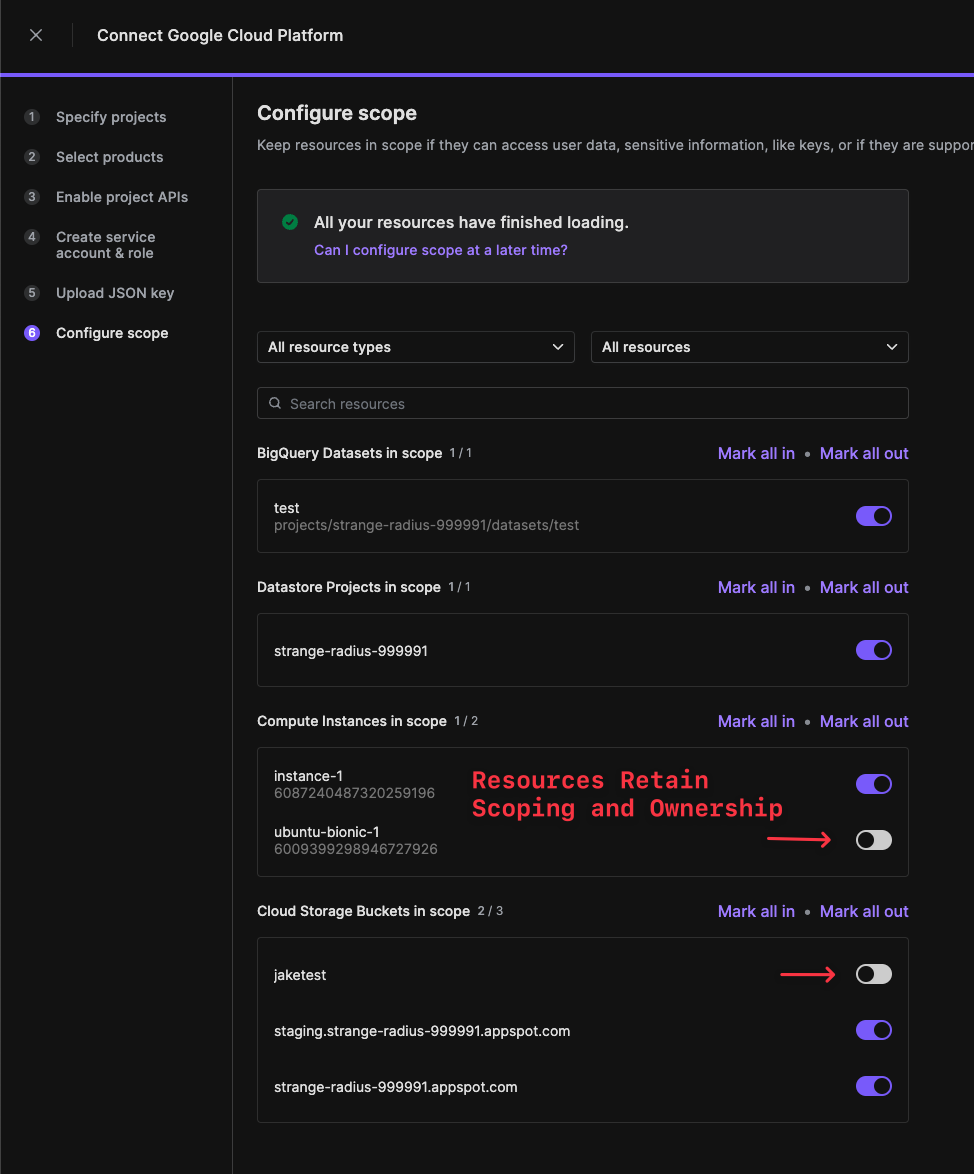 Connect Google Cloud Platform
1 Specify projects
2 Select products
3 Enable project APIs
4 Create service
account & role
5 Upload JSON key
6 Configure scope
Configure scope
Keep resources in scope if they can access user data, sensitive information, like keys, or if they are suppor
All your resources have finished loading.
Can I configure scope at a later time?
All resource types
All resources
Search resources
BigQuery Datasets in scope 1 / 1
Mark all in • Mark all out
test
projects/strange-radius-999991/datasets/test
Datastore Projects in scope 1 / 1
Mark all in • Mark all out
strange-radius-999991
Compute Instances in scope 1 / 2
Mark all in • Mark all out
instance-1
6087240487320259196
Resources Retain
Scoping and Ownership
ubuntu-bionic-1
6009399298946727926
Cloud Storage Buckets in scope 2 / 3
Mark all in • Mark all out
jaketest
staging.strange-radius-999991.appspot.com
strange-radius-999991.appspot.com